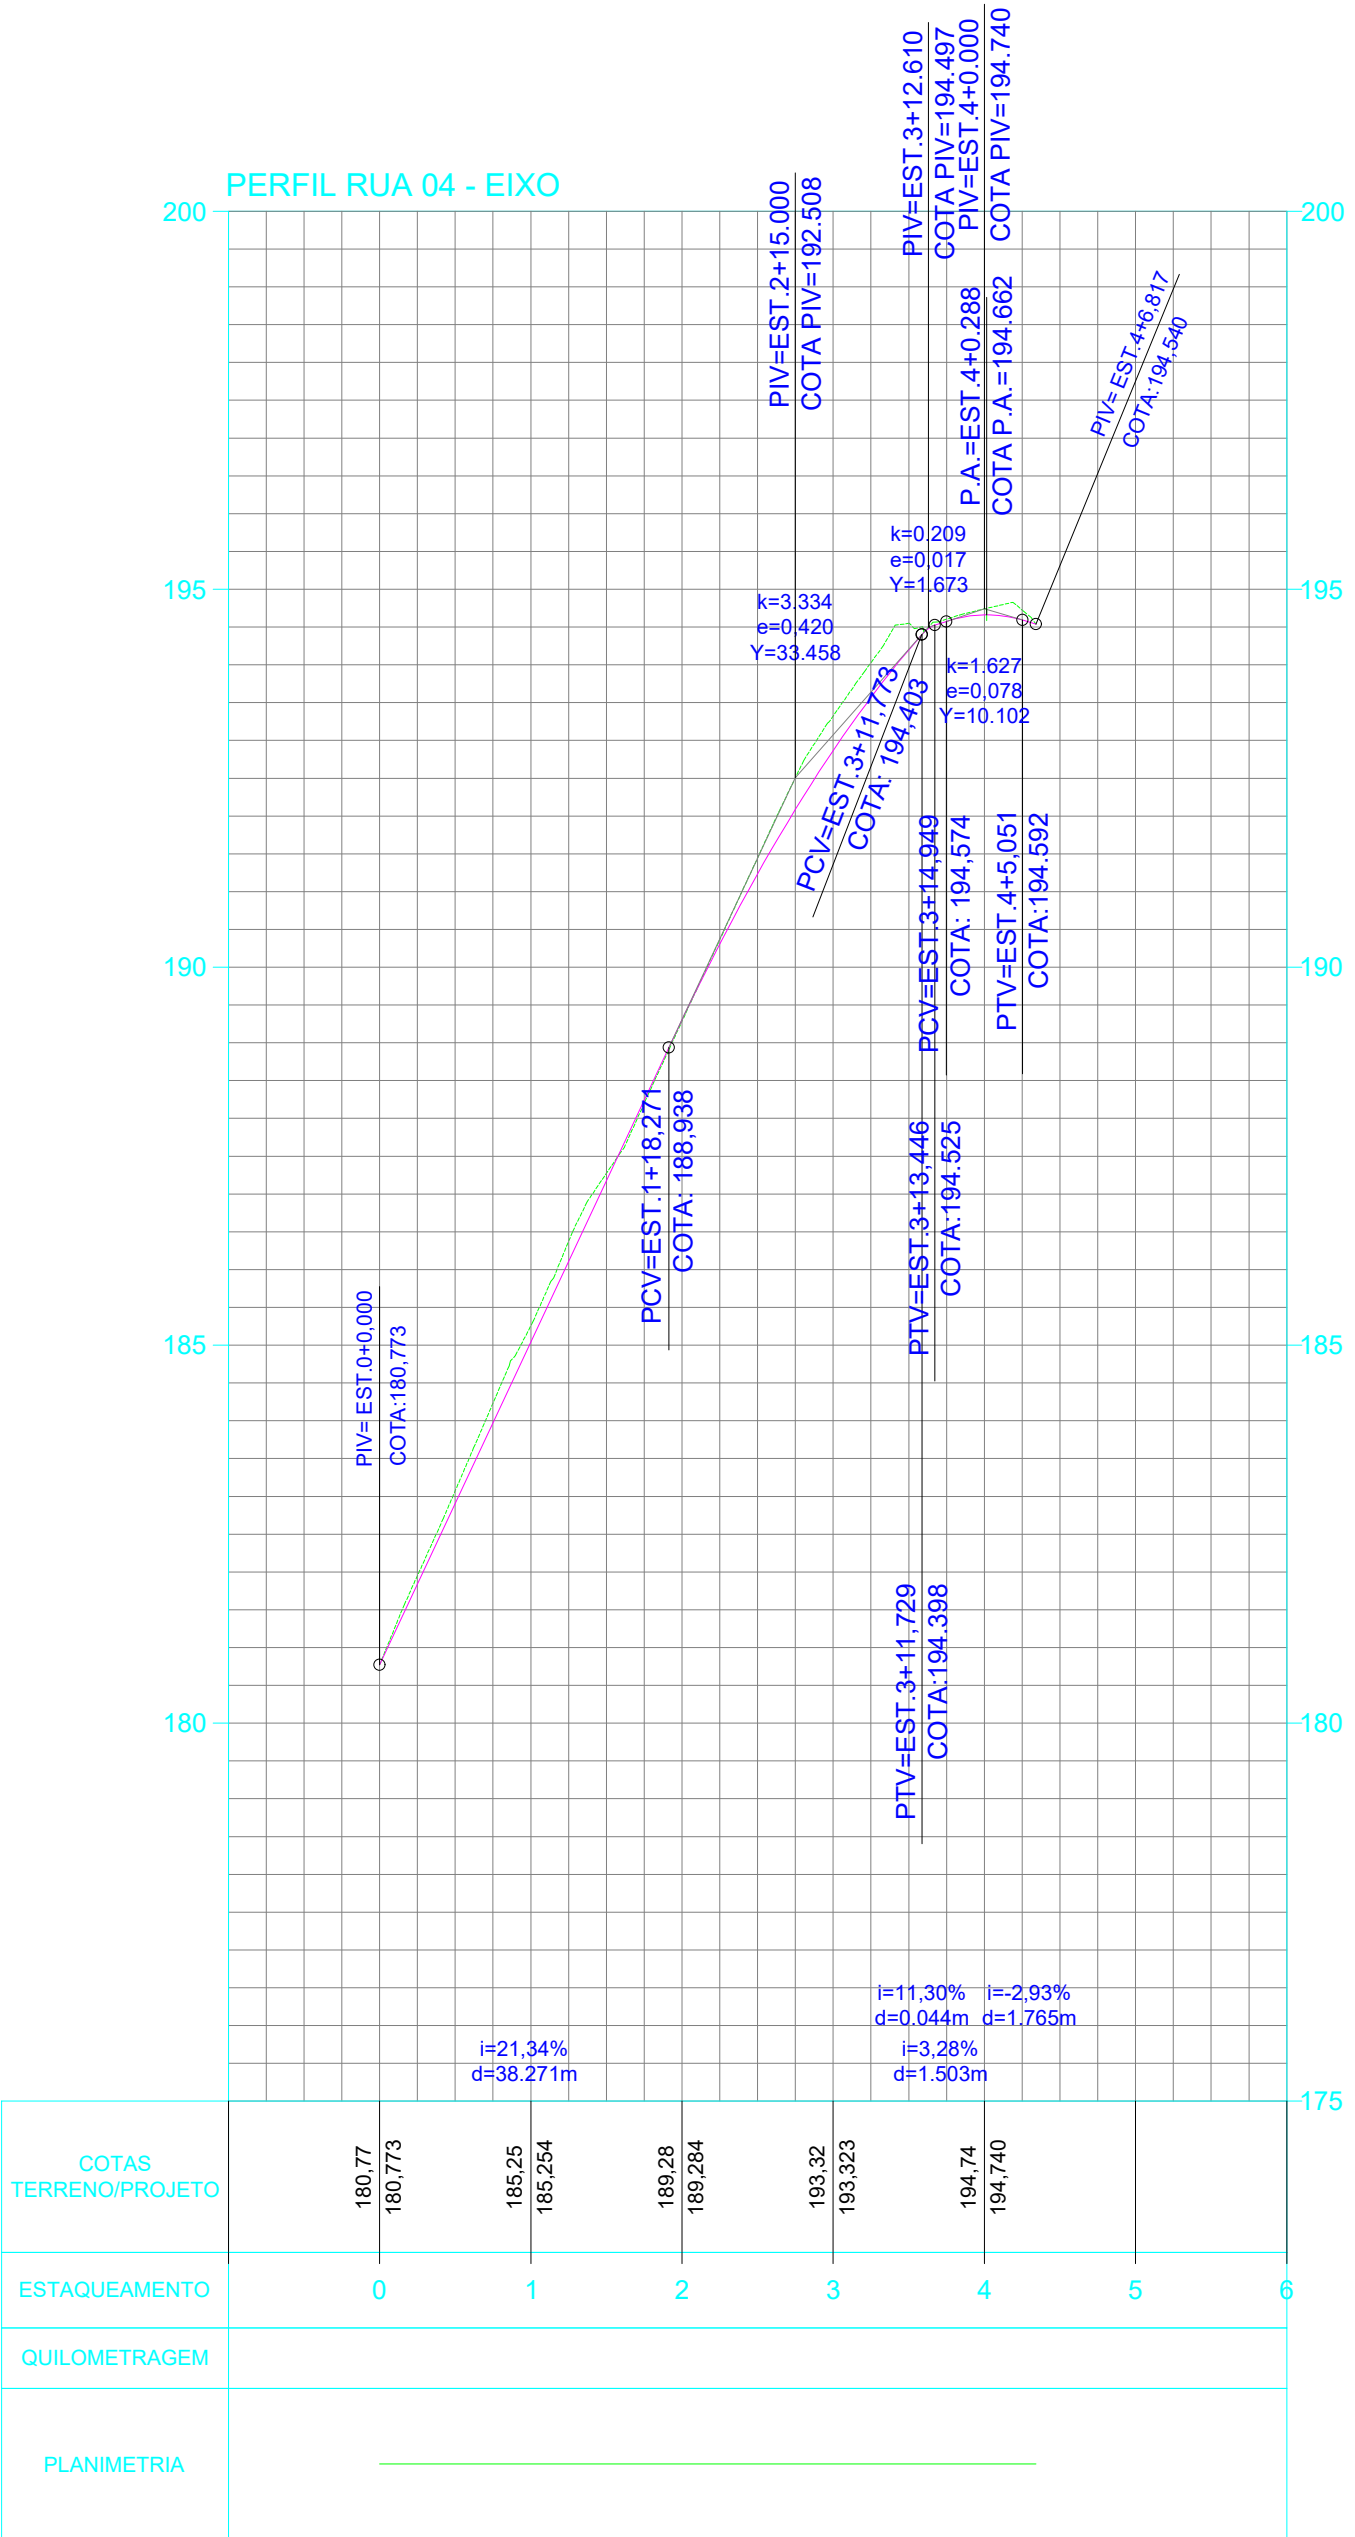 PIV=EST.3+12.610
COTA PIV=194.497
PIV=EST.4+0.000
COTA PIV=194.740
PERFIL RUA 04 - EIXO
PIV=EST.2+15.000
COTA PIV=192.508
200
200
P.A.=EST.4+0.288
COTA P.A.=194.662
PIV= EST.4+6,817
COTA:194,540
k=0.209
e=0,017
Y=1.673
195
195
k=3.334
e=0,420
Y=33.458
k=1.627
e=0,078
Y=10.102
PCV=EST.3+11,773
COTA: 194,403
PCV=EST.3+14,949
COTA: 194,574
PTV=EST.4+5,051
COTA:194.592
190
190
PCV=EST.1+18,271
COTA: 188,938
PTV=EST.3+13,446
COTA:194.525
PIV= EST.0+0,000
COTA:180,773
185
185
PTV=EST.3+11,729
COTA:194.398
180
180
i=11,30%
d=0.044m
i=-2,93%
d=1.765m
i=21,34%
d=38.271m
i=3,28%
d=1.503m
175
COTAS
TERRENO/PROJETO
180,77
180,773
185,25
185,254
189,28
189,284
193,32
193,323
194,74
194,740
ESTAQUEAMENTO
0 1 2 3 4 5 6
QUILOMETRAGEM
PLANIMETRIA